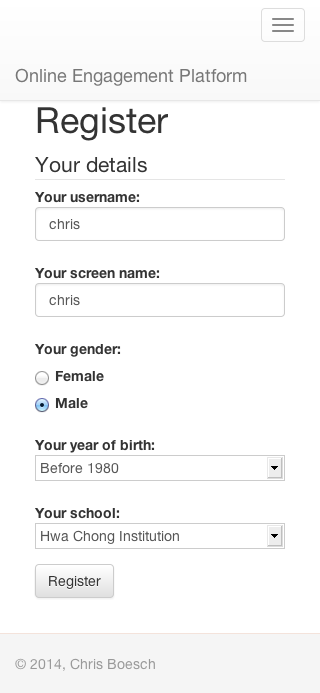 Online Engagement Platform
Register
Your details
Your username:
chris
Your screen name:
chris
Your gender:
Female
Male
Your year of birth:
Before 1980
Your school:
Hwa Chong Institution
Register
© 2014, Chris Boesch